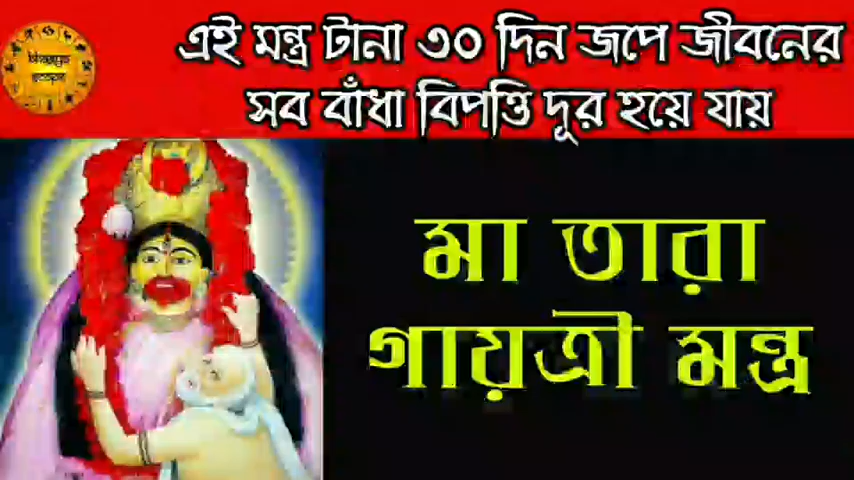 এই মন্ত্র টানা ৩০ দিন জপে জীবনের
সব বাঁধা বিপত্তি দূর হয়ে যায়
মা তারা
গায়ত্রী মন্ত্র